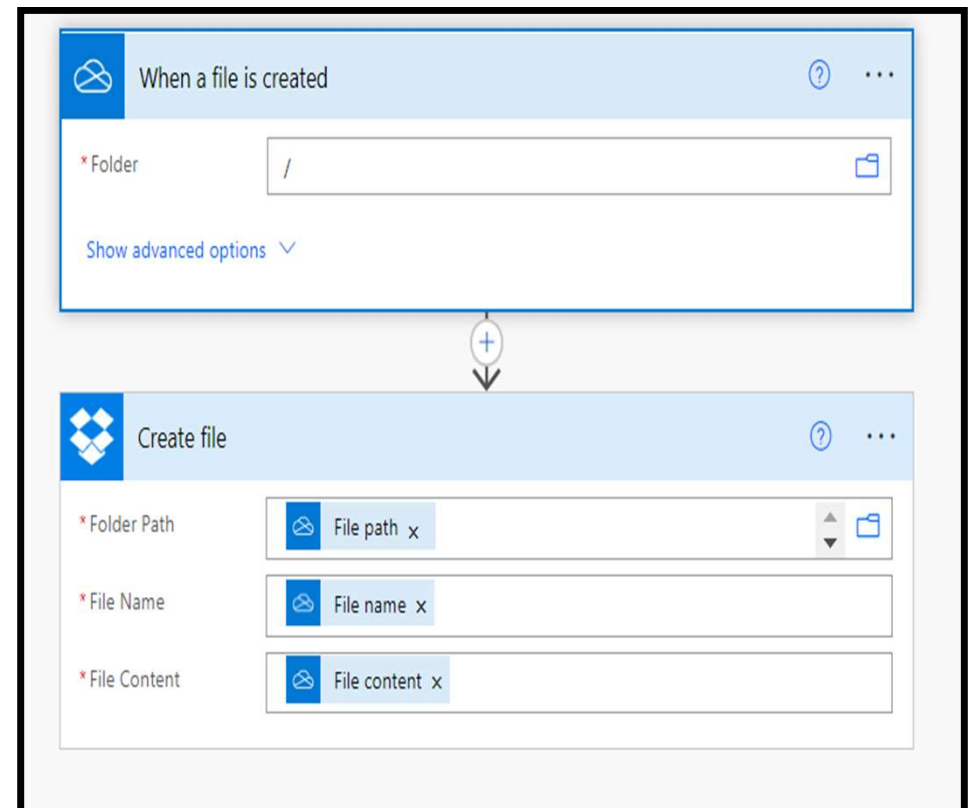 When a file is created
* Folder /
Show advanced options
Create file
* Folder Path File path x
* File Name File name x
* File Content File content x